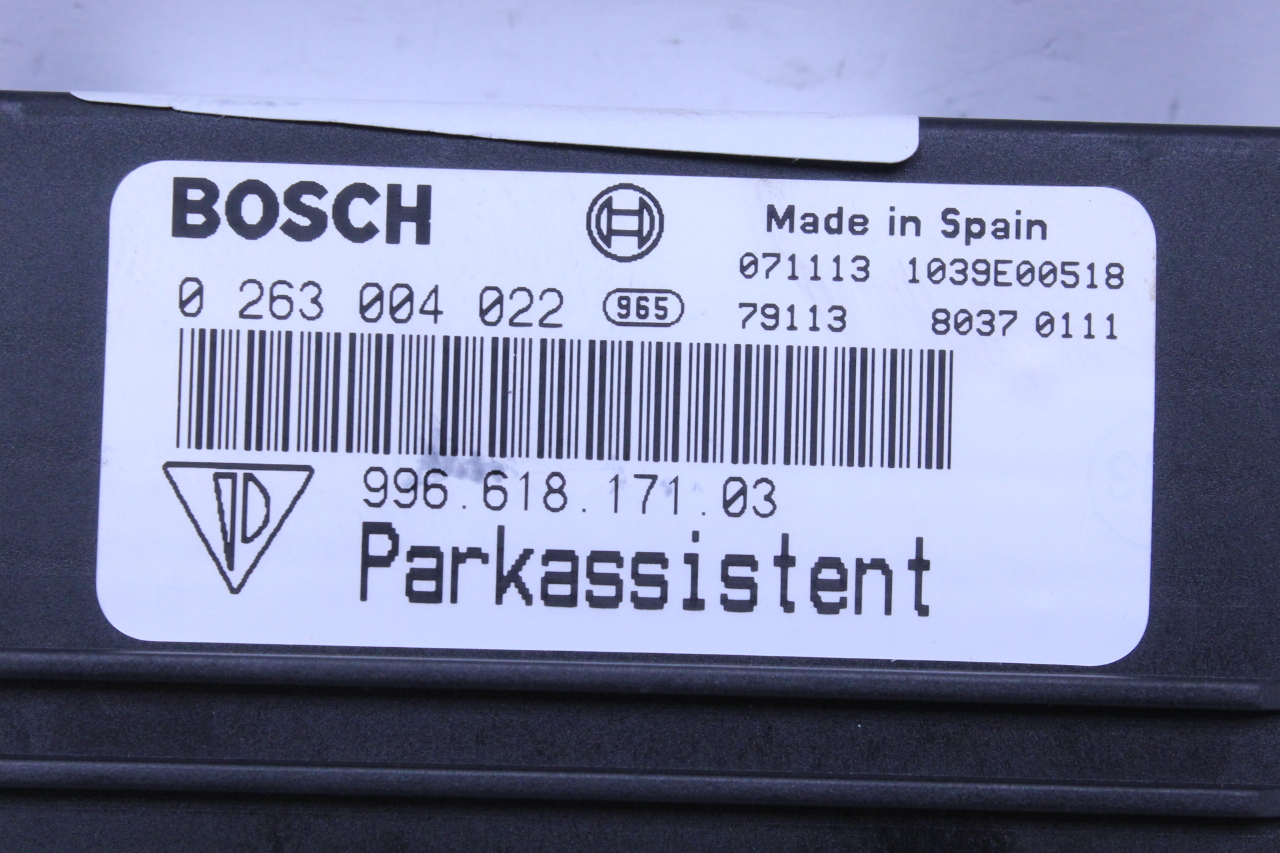 BOSCH
Made in Spain
071113 1039E00518
0 263 004 022 965 79113 8037 0111
996.618.171.03
Parkassistent